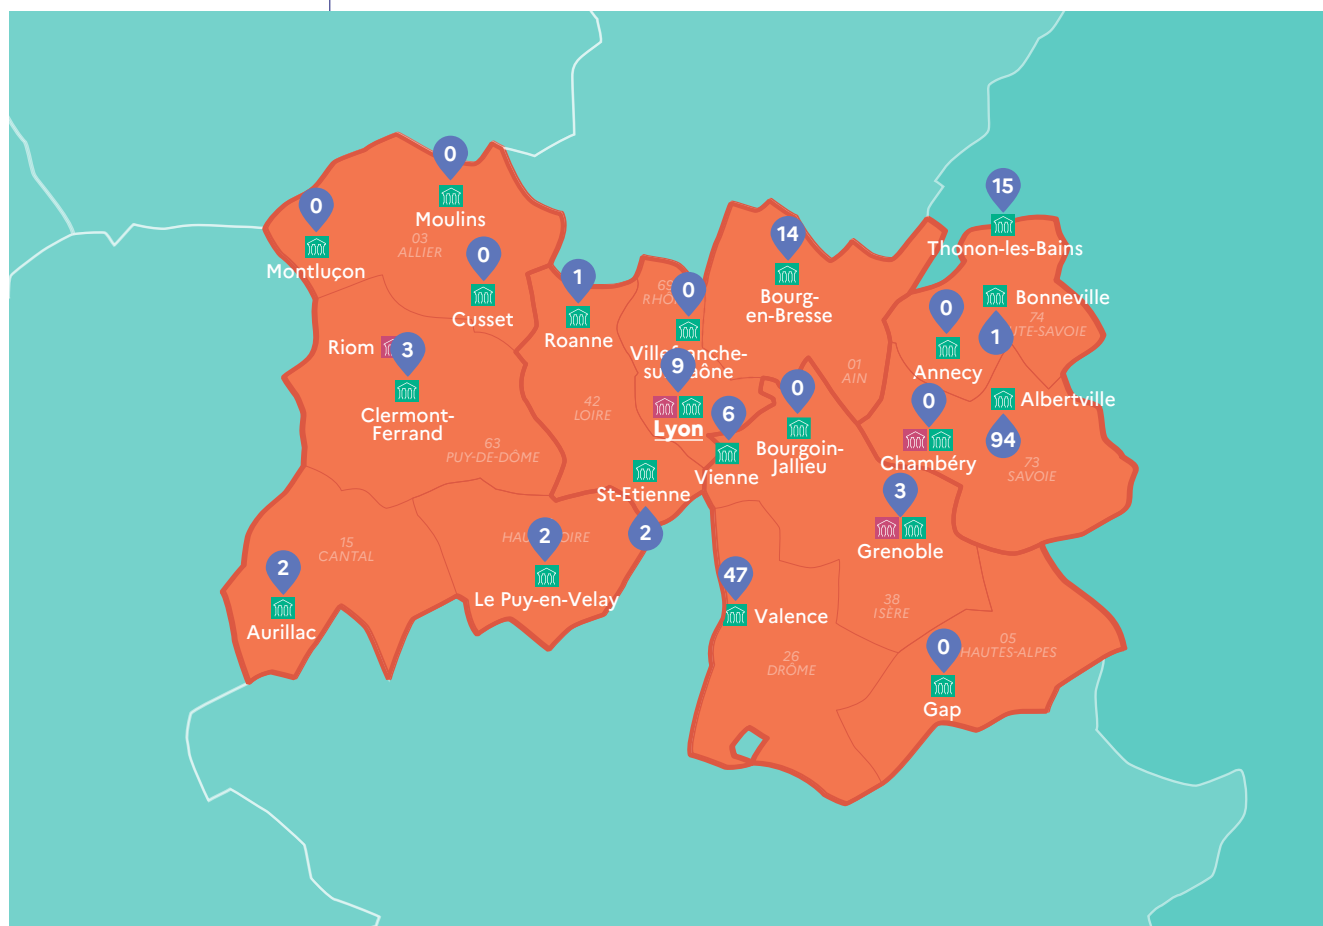 0
Moulins
0
Montluçon
03
ALLIER
0
Cusset
1
Roanne
69
0
Villefranche-
sur-Saône
14
Bourg-
en-Bresse
15
Thonon-les-Bains
Bonneville
1
74
0
Annecy
01
AIN
Riom
3
Clermont-
Ferrand
63
PUY-DE-DÔME
42
LOIRE
9
Lyon
6
Vienne
0
Bourgoin-
Jallieu
0
Chambéry
Albertville
94
73
SAVOIE
St-Etienne
2
3
Grenoble
15
CANTAL
2
Aurillac
2
Le Puy-en-Velay
47
Valence
38
ISÈRE
26
DRÔME
05
HAUTES-ALPES
0
Gap